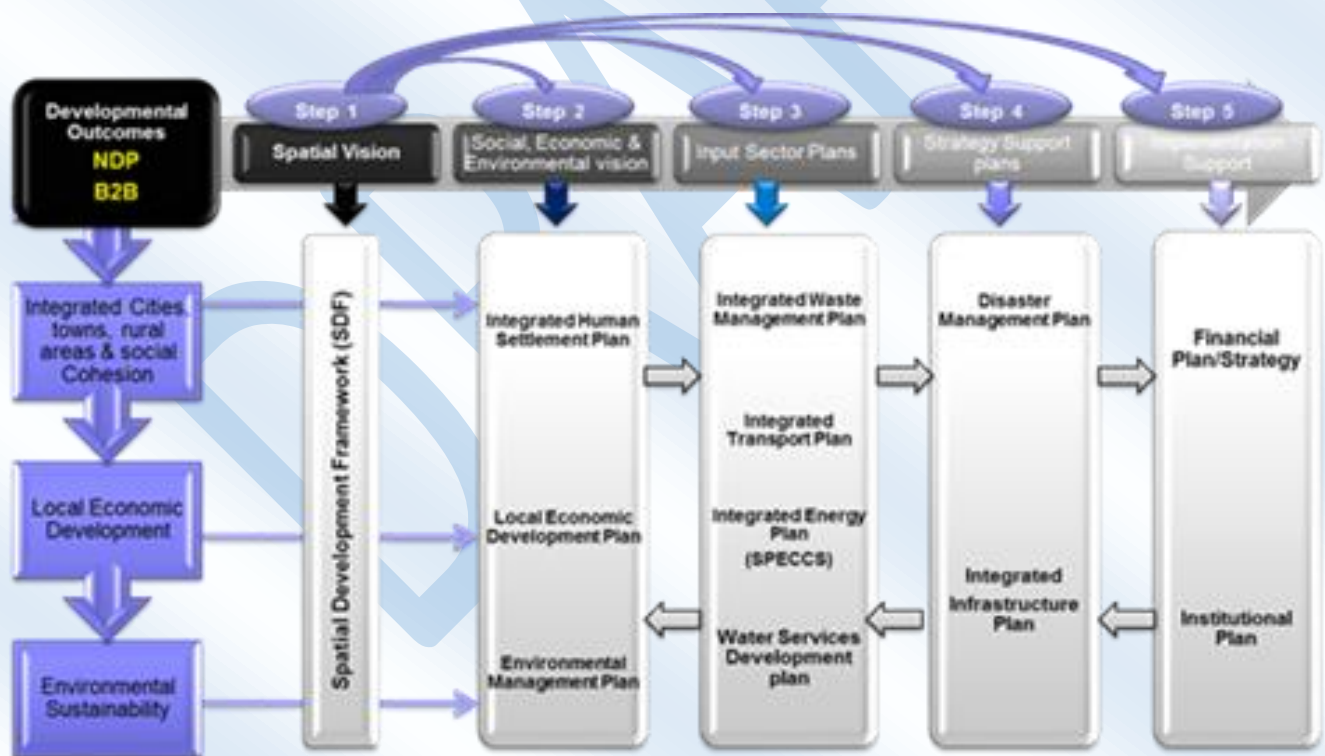 Developmental
Outcomes
NDP
B2B
Step 1
Spatial Vision
Step 2
Social, Economic &
Environmental vision
Step 3
Input Sector Plans
Step 4
Strategy Support
plans
Step 5
Implementation
Support
Integrated Cities,
towns, rural
areas & social
Cohesion
Local Economic
Development
Environmental
Sustainability
Spatial Development Framework (SDF)
Integrated Human
Settlement Plan
Local Economic
Development Plan
Environmental
Management Plan
Integrated Waste
Management Plan
Integrated
Transport Plan
Integrated Energy
Plan
(SPECCS)
Water Services
Development
plan
Disaster
Management Plan
Integrated
Infrastructure
Plan
Financial
Plan/Strategy
Institutional
Plan